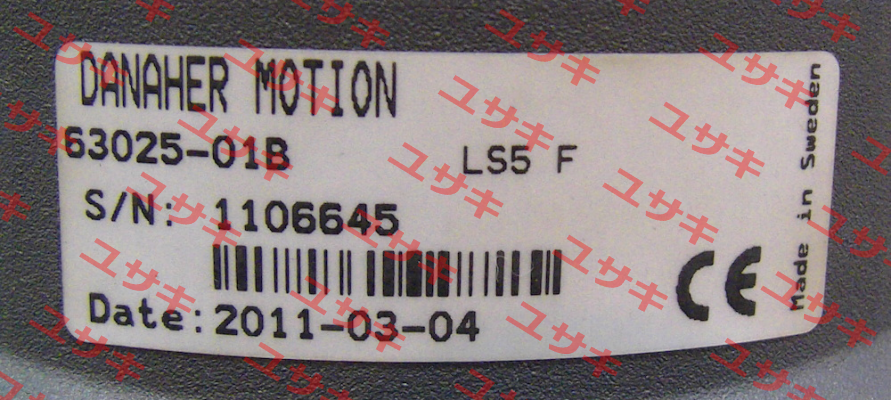 DANAHER MOTION
63025-01B LS5 F
S/N: 1106645
Date: 2011-03-04
CE
Made in Sweden
ユサキ